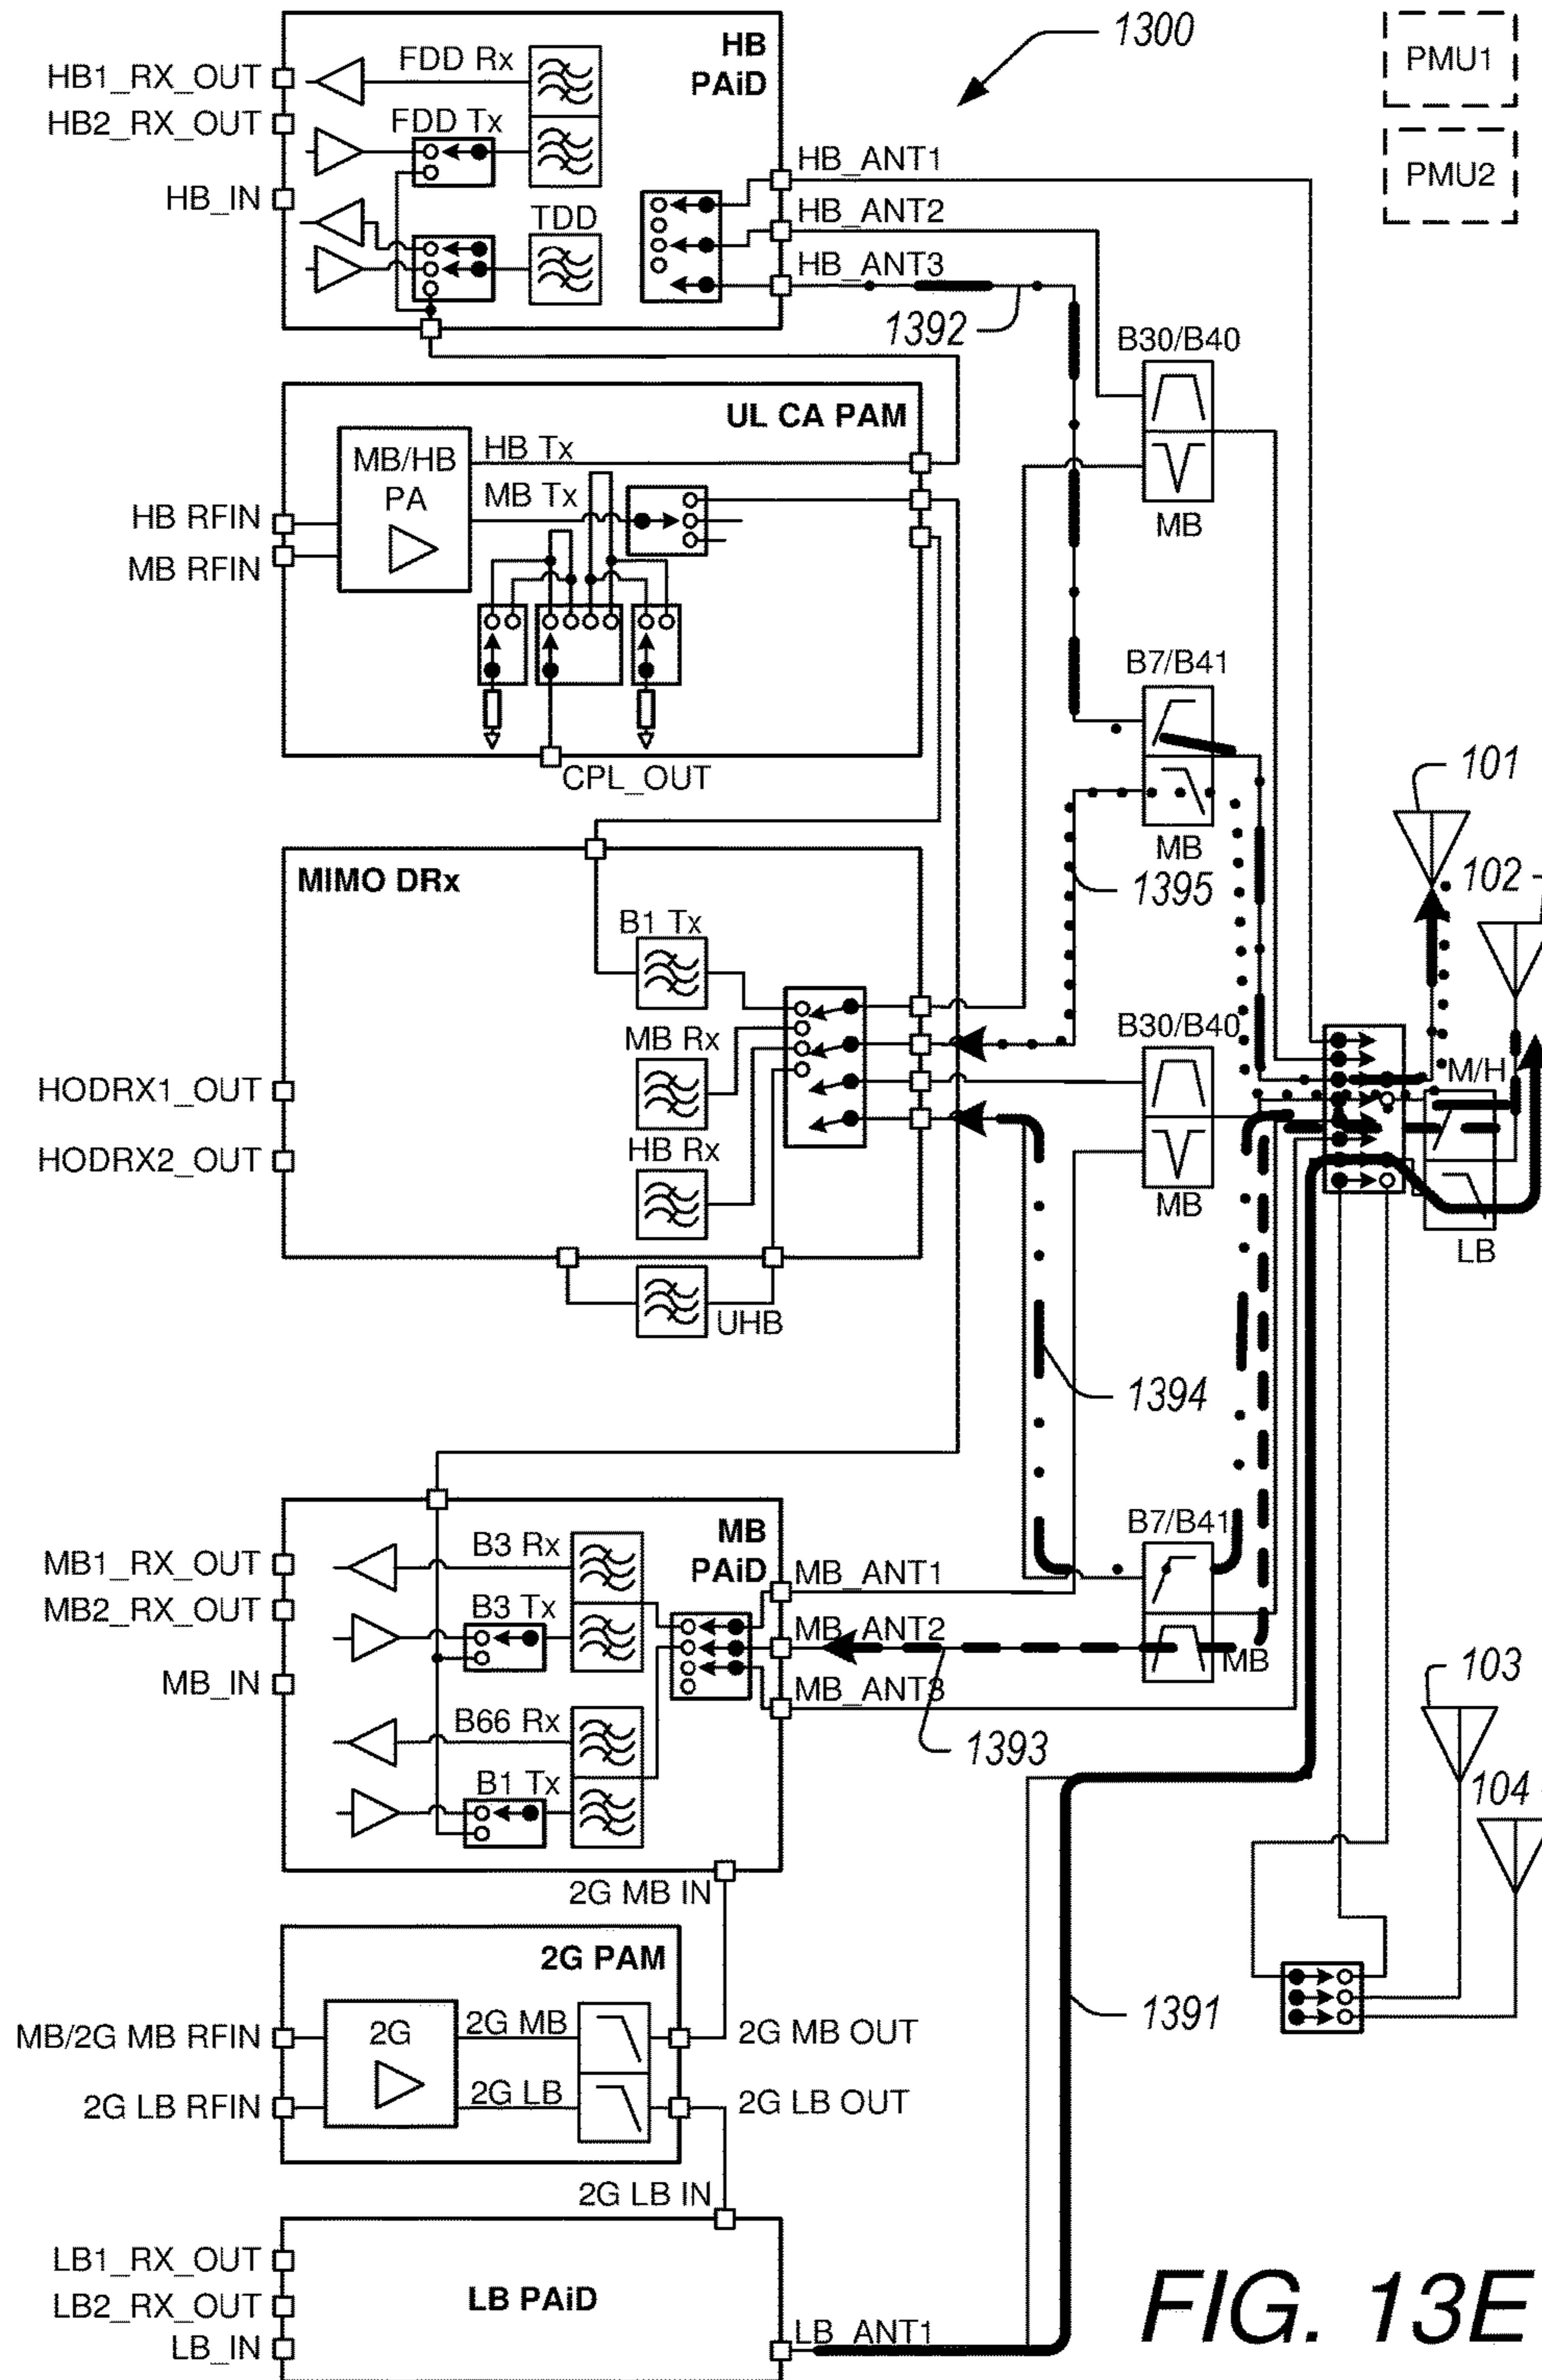 HB
PAiD
1300
PMU1
PMU2
HB1_RX_OUT
FDD Rx
HB2_RX_OUT
FDD Tx
HB_IN
TDD
HB_ANT1
HB_ANT2
HB_ANT3
1392
B30/B40
MB
UL CA PAM
MB/HB
PA
HB Tx
MB Tx
HB RFIN
MB RFIN
CPL_OUT
B7/B41
MB
1395
101
102
MIMO DRx
B1 Tx
MB Rx
HB Rx
HODRX1_OUT
HODRX2_OUT
UHB
B30/B40
MB
M/H
LB
1394
MB
PAiD
MB1_RX_OUT
B3 Rx
MB2_RX_OUT
B3 Tx
MB_IN
B66 Rx
B1 Tx
MB_ANT1
MB_ANT2
MB_ANT3
B7/B41
MB
1393
103
104
2G MB IN
2G PAM
MB/2G MB RFIN
2G
2G MB
2G MB OUT
2G LB RFIN
2G LB
2G LB OUT
1391
2G LB IN
LB1_RX_OUT
LB2_RX_OUT
LB_IN
LB PAiD
LB_ANT1
FIG. 13E